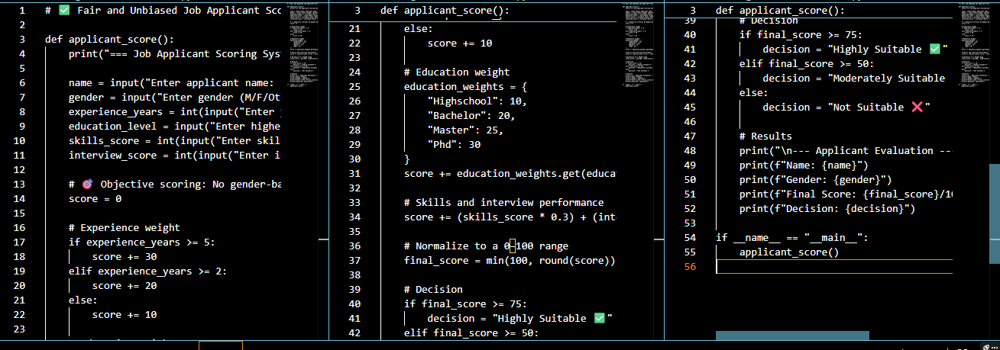 1 # ✅ Fair and Unbiased Job Applicant Sco
2
3 def applicant_score():
4 print("=== Job Applicant Scoring Sys
5
6 name = input("Enter applicant name:
7 gender = input("Enter gender (M/F/Ot
8 experience_years = int(input("Enter
9 education_level = input("Enter highe
10 skills_score = int(input("Enter skil
11 interview_score = int(input("Enter i
12
13 # 🎯 Objective scoring: No gender-ba
14 score = 0
15
16 # Experience weight
17 if experience_years >= 5:
18 score += 30
19 elif experience_years >= 2:
20 score += 20
21 else:
22 score += 10
23
3 def applicant_score():
21 else:
22 score += 10
23
24 # Education weight
25 education_weights = {
26 "Highschool": 10,
27 "Bachelor": 20,
28 "Master": 25,
29 "Phd": 30
30 }
31 score += education_weights.get(educa
32
33 # Skills and interview performance
34 score += (skills_score * 0.3) + (int
35
36 # Normalize to a 0–100 range
37 final_score = min(100, round(score))
38
39 # Decision
40 if final_score >= 75:
41 decision = "Highly Suitable ✅"
42 elif final_score >= 50:
3 def applicant_score():
39 # Decision
40 if final_score >= 75:
41 decision = "Highly Suitable ✅"
42 elif final_score >= 50:
43 decision = "Moderately Suitable
44 else:
45 decision = "Not Suitable ❌"
46
47 # Results
48 print("\n--- Applicant Evaluation --
49 print(f"Name: {name}")
50 print(f"Gender: {gender}")
51 print(f"Final Score: {final_score}/10
52 print(f"Decision: {decision}")
53
54 if __name__ == "__main__":
55 applicant_score()
56